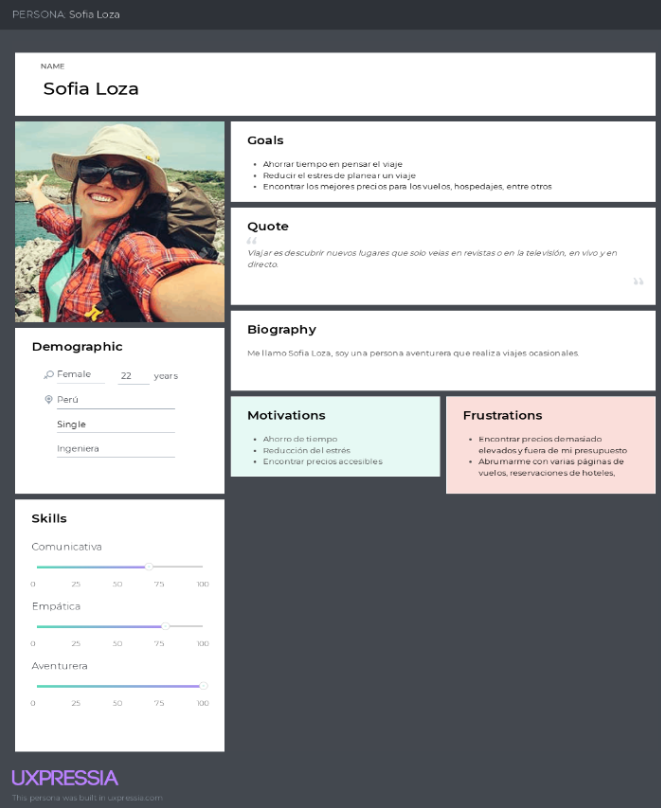 PERSONA: Sofia Loza
NAME
Sofia Loza
Goals
• Ahorrar tiempo en pensar el viaje
• Reducir el estres de planear un viaje
• Encontrar los mejores precios para los vuelos, hospedajes, entre otros
Quote
“
Viajar es descubrir nuevos lugares que solo veias en revistas o en la televisión, en vivo y en
directo.
”
Biography
Me llamo Sofia Loza, soy una persona aventurera que realiza viajes ocasionales.
Demographic
Female 22 years
Perú
Single
Ingeniera
Motivations
• Ahorro de tiempo
• Reducción del estrés
• Encontrar precios accesibles
Frustrations
• Encontrar precios demasiado
elevados y fuera de mi presupuesto
• Abrumarme con varias páginas de
vuelos, reservaciones de hoteles,
Skills
Comunicativa
0 25 50 75 100
Empática
0 25 50 75 100
Aventurera
0 25 50 75 100
UXPRESSIA
This persona was built in uxpressia.com